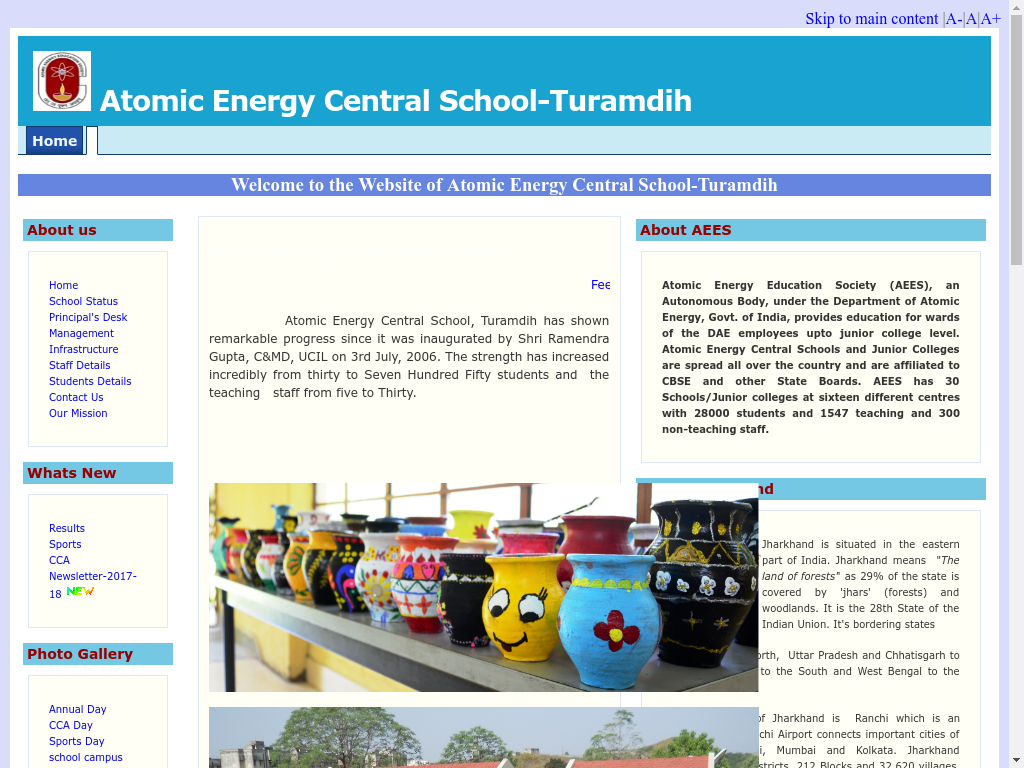 Skip to main content |A-|A|A+
Atomic Energy Central School-Turamdih
Home
Welcome to the Website of Atomic Energy Central School-Turamdih
About us
Home
School Status
Principal's Desk
Management
Infrastructure
Staff Details
Students Details
Contact Us
Our Mission
Whats New
Results
Sports
CCA
Newsletter-2017-
18 NEW
Photo Gallery
Annual Day
CCA Day
Sports Day
school campus
Fee
Atomic Energy Central School, Turamdih has shown
remarkable progress since it was inaugurated by Shri Ramendra
Gupta, C&MD, UCIL on 3rd July, 2006. The strength has increased
incredibly from thirty to Seven Hundred Fifty students and the
teaching staff from five to Thirty.
About AEES
Atomic Energy Education Society (AEES), an
Autonomous Body, under the Department of Atomic
Energy, Govt. of India, provides education for wards
of the DAE employees upto junior college level.
Atomic Energy Central Schools and Junior Colleges
are spread all over the country and are affiliated to
CBSE and other State Boards. AEES has 30
Schools/Junior colleges at sixteen different centres
with 28000 students and 1547 teaching and 300
non-teaching staff.
nd
Jharkhand is situated in the eastern
part of India. Jharkhand means "The
land of forests" as 29% of the state is
covered by 'jhars' (forests) and
woodlands. It is the 28th State of the
Indian Union. It's bordering states
orth, Uttar Pradesh and Chhatisgarh to
to the South and West Bengal to the
of Jharkhand is Ranchi which is an
chi Airport connects important cities of
i, Mumbai and Kolkata. Jharkhand
stricts, 212 Blocks and 32,620 villages.